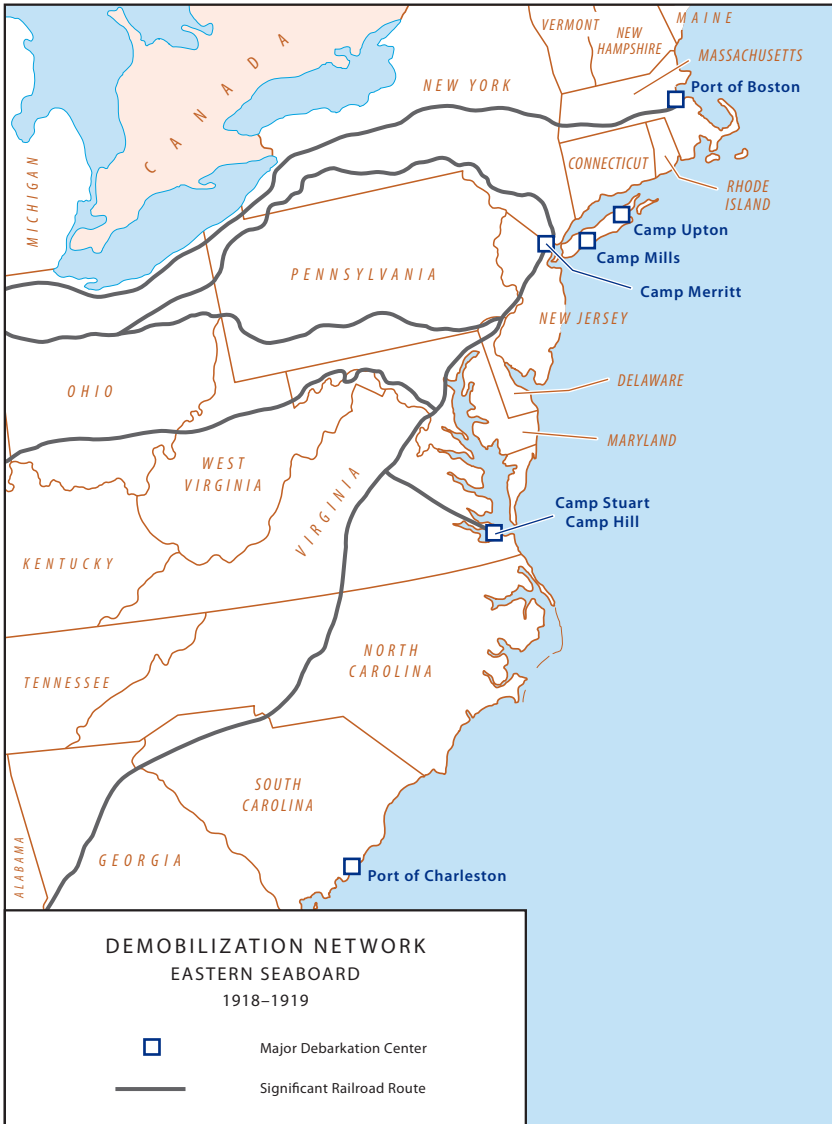 VERMONT
NEW
HAMPSHIRE
MAINE
MASSACHUSETTS
Port of Boston
NEW YORK
CANADA
MICHIGAN
CONNECTICUT
RHODE
ISLAND
Camp Upton
Camp Mills
Camp Merritt
PENNSYLVANIA
NEW JERSEY
OHIO
DELAWARE
MARYLAND
WEST
VIRGINIA
VIRGINIA
Camp Stuart
Camp Hill
KENTUCKY
NORTH
CAROLINA
TENNESSEE
SOUTH
CAROLINA
ALABAMA
GEORGIA
Port of Charleston
DEMOBILIZATION NETWORK
EASTERN SEABOARD
1918–1919
Major Debarkation Center
Significant Railroad Route